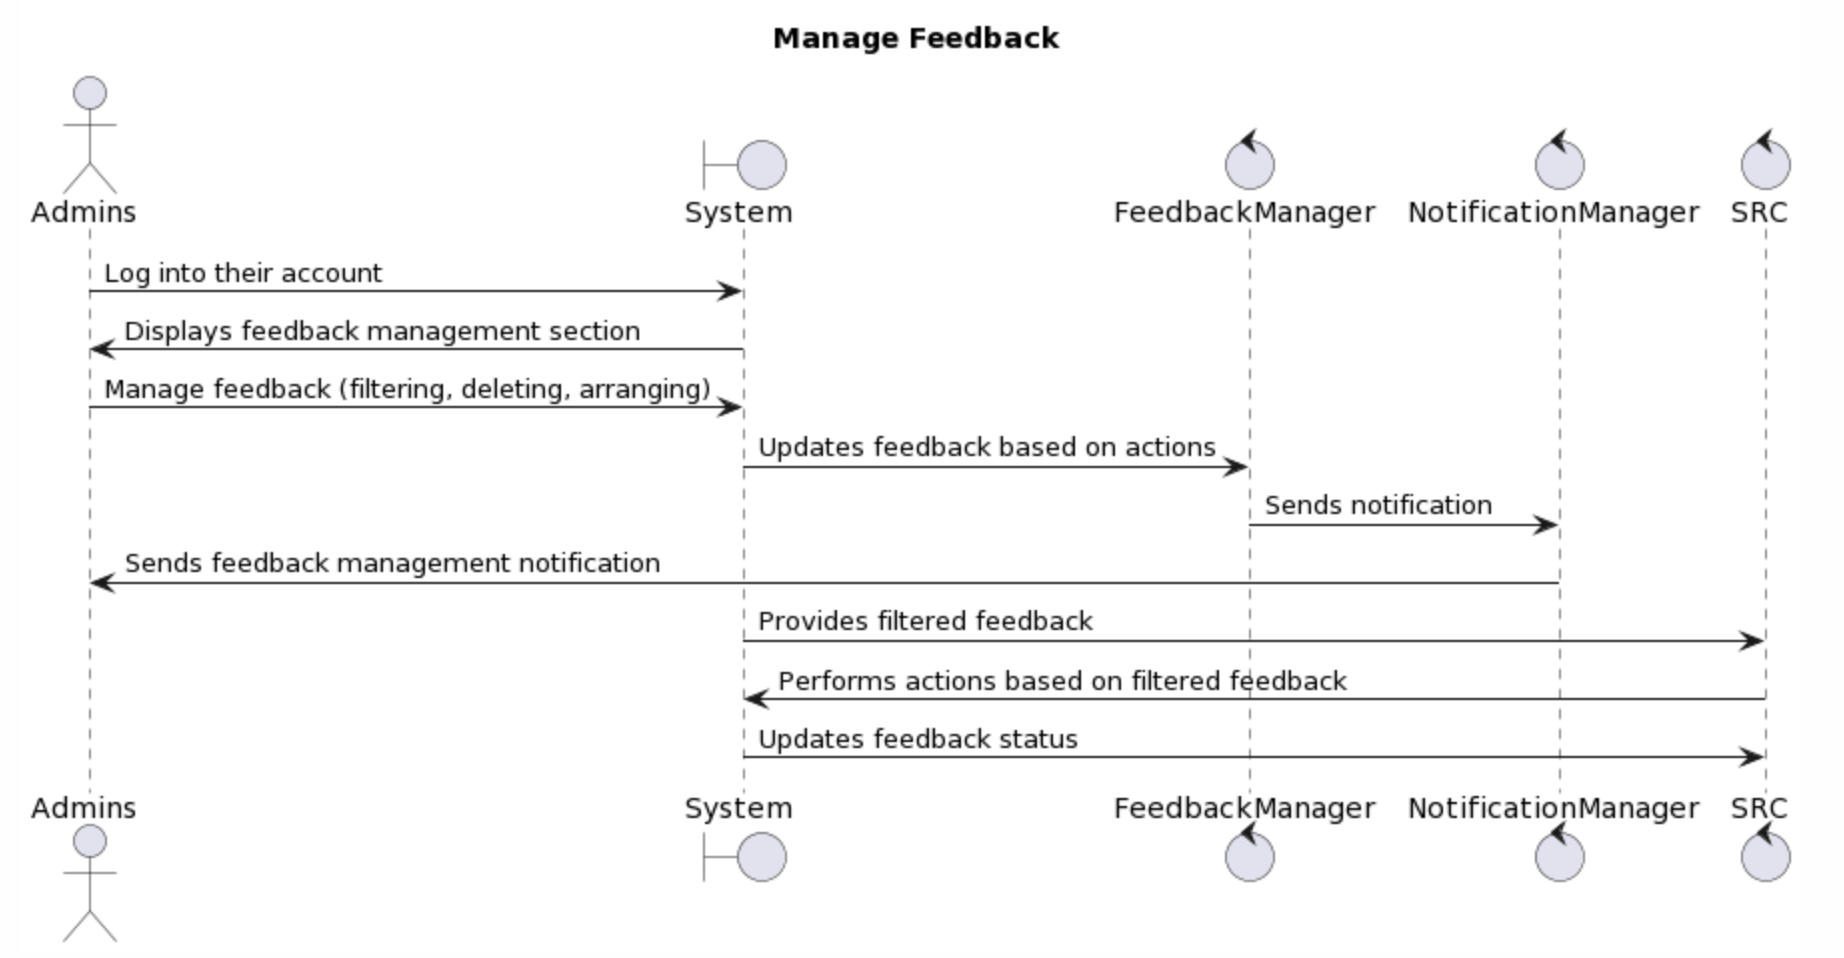 Manage Feedback
Admins
System
FeedbackManager
NotificationManager
SRC
Log into their account
Displays feedback management section
Manage feedback (filtering, deleting, arranging)
Updates feedback based on actions
Sends notification
Sends feedback management notification
Provides filtered feedback
Performs actions based on filtered feedback
Updates feedback status
Admins
System
FeedbackManager
NotificationManager
SRC